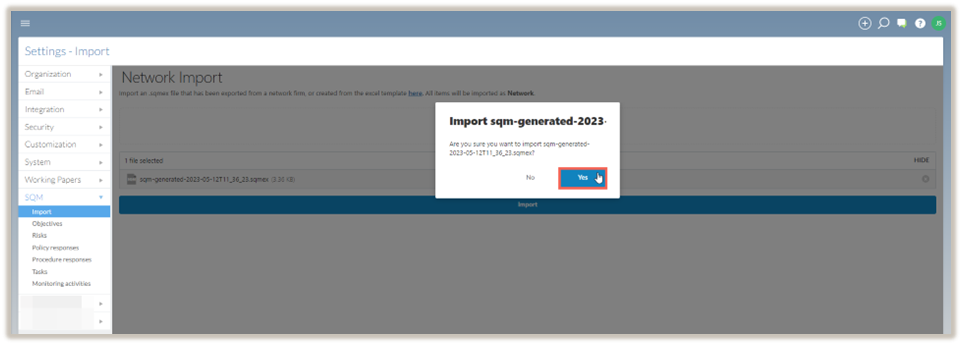 JS
Settings - Import
Organization
Email
Integration
Security
Customization
System
Working Papers
SQM
Import
Objectives
Risks
Policy responses
Procedure responses
Tasks
Monitoring activities
Network Import
Import an .sqmex file that has been exported from a network firm, or created from the excel template here. All items will be imported as Network.
1 file selected
HIDE
sqm-generated-2023-05-12T11_36_23.sqmex (3.30 KB)
Import
Import sqm-generated-2023-
Are you sure you want to import sqm-generated-
2023-05-12T11_36_23.sqmex?
No
Yes